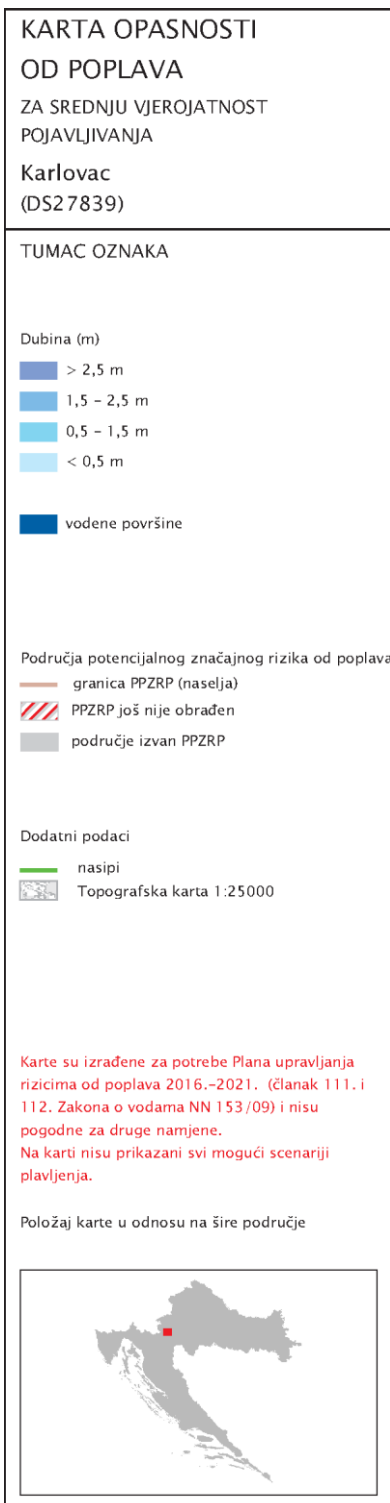 KARTA OPASNOSTI
OD POPLAVA
ZA SREDNJU VJEROJATNOST
POJAVLJIVANJA
Karlovac
(DS27839)
TUMAC OZNAKA
Dubina (m)
> 2,5 m
1,5 - 2,5 m
0,5 - 1,5 m
< 0,5 m
vodene površine
Područja potencijalnog značajnog rizika od poplava
granica PPZRP (naselja)
PPZRP još nije obrađen
područje izvan PPZRP
Dodatni podaci
nasipi
Topografska karta 1:25000
Karte su izrađene za potrebe Plana upravljanja
rizicima od poplava 2016.-2021. (članak 111. i
112. Zakona o vodama NN 153/09) i nisu
pogodne za druge namjene.
Na karti nisu prikazani svi mogući scenariji
plavljenja.
Položaj karte u odnosu na šire područje